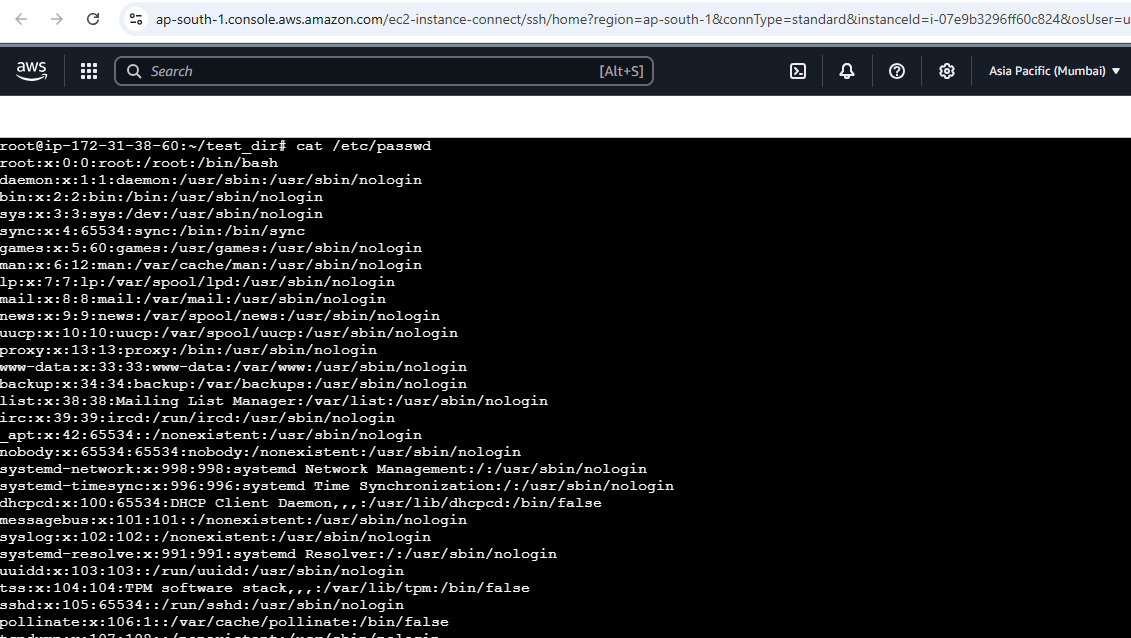 ap-south-1.console.aws.amazon.com/ec2-instance-connect/ssh/home?region=ap-south-1&connType=standard&instanceId=i-07e9b3296ff60c824&osUser=u
aws
Search [Alt+S]
Asia Pacific (Mumbai)
root@ip-172-31-38-60:~/test_dir# cat /etc/passwd
root:x:0:0:root:/root:/bin/bash
daemon:x:1:1:daemon:/usr/sbin:/usr/sbin/nologin
bin:x:2:2:bin:/bin:/usr/sbin/nologin
sys:x:3:3:sys:/dev:/usr/sbin/nologin
sync:x:4:65534:sync:/bin:/bin/sync
games:x:5:60:games:/usr/games:/usr/sbin/nologin
man:x:6:12:man:/var/cache/man:/usr/sbin/nologin
lp:x:7:7:lp:/var/spool/lpd:/usr/sbin/nologin
mail:x:8:8:mail:/var/mail:/usr/sbin/nologin
news:x:9:9:news:/var/spool/news:/usr/sbin/nologin
uucp:x:10:10:uucp:/var/spool/uucp:/usr/sbin/nologin
proxy:x:13:13:proxy:/bin:/usr/sbin/nologin
www-data:x:33:33:www-data:/var/www:/usr/sbin/nologin
backup:x:34:34:backup:/var/backups:/usr/sbin/nologin
list:x:38:38:Mailing List Manager:/var/list:/usr/sbin/nologin
irc:x:39:39:ircd:/run/ircd:/usr/sbin/nologin
_apt:x:42:65534::/nonexistent:/usr/sbin/nologin
nobody:x:65534:65534:nobody:/nonexistent:/usr/sbin/nologin
systemd-network:x:998:998:systemd Network Management:/:/usr/sbin/nologin
systemd-timesync:x:996:996:systemd Time Synchronization:/:/usr/sbin/nologin
dhcpcd:x:100:65534:DHCP Client Daemon,,,:/usr/lib/dhcpcd:/bin/false
messagebus:x:101:101::/nonexistent:/usr/sbin/nologin
syslog:x:102:102::/nonexistent:/usr/sbin/nologin
systemd-resolve:x:991:991:systemd Resolver:/:/usr/sbin/nologin
uuidd:x:103:103::/run/uuidd:/usr/sbin/nologin
tss:x:104:104:TPM software stack,,,:/var/lib/tpm:/bin/false
sshd:x:105:65534::/run/sshd:/usr/sbin/nologin
pollinate:x:106:1::/var/cache/pollinate:/bin/false